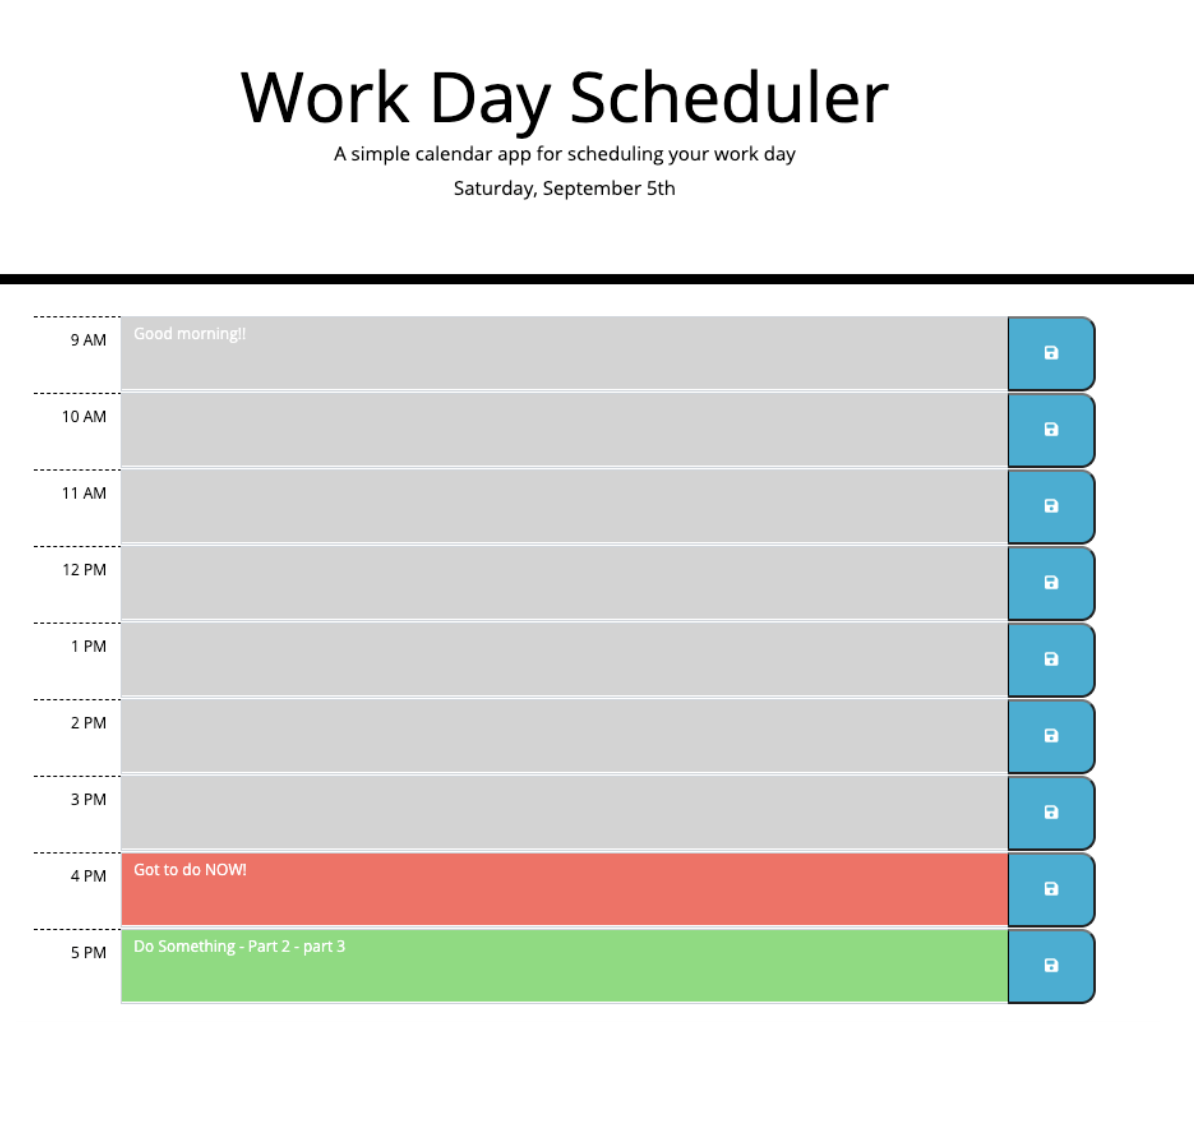 Work Day Scheduler
A simple calendar app for scheduling your work day
Saturday, September 5th
9 AM
Good morning!!
10 AM
11 AM
12 PM
1 PM
2 PM
3 PM
4 PM
Got to do NOW!
5 PM
Do Something - Part 2 - part 3